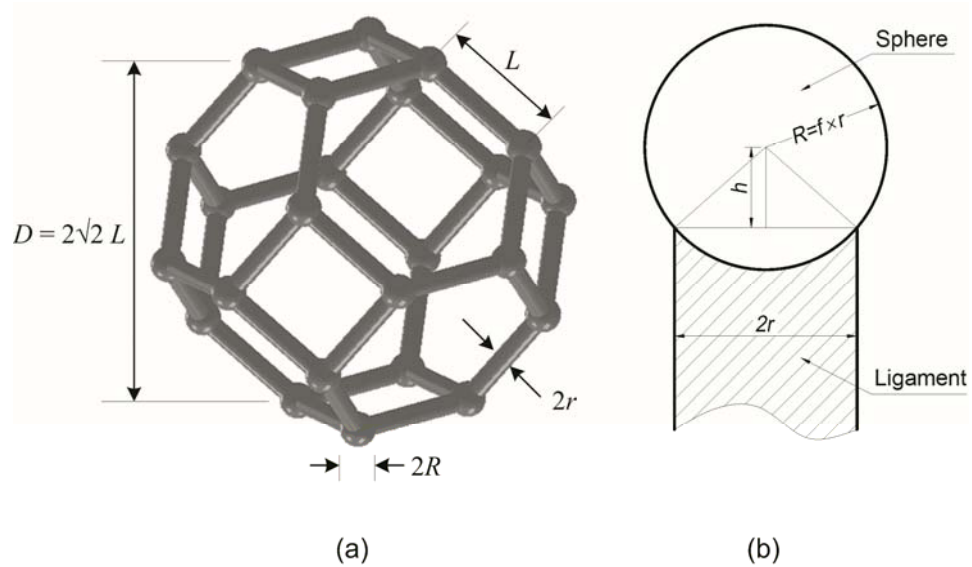 L
D = 2√2 L
2r
2R
(a)
Sphere
R=f×r
h
2r
Ligament
(b)